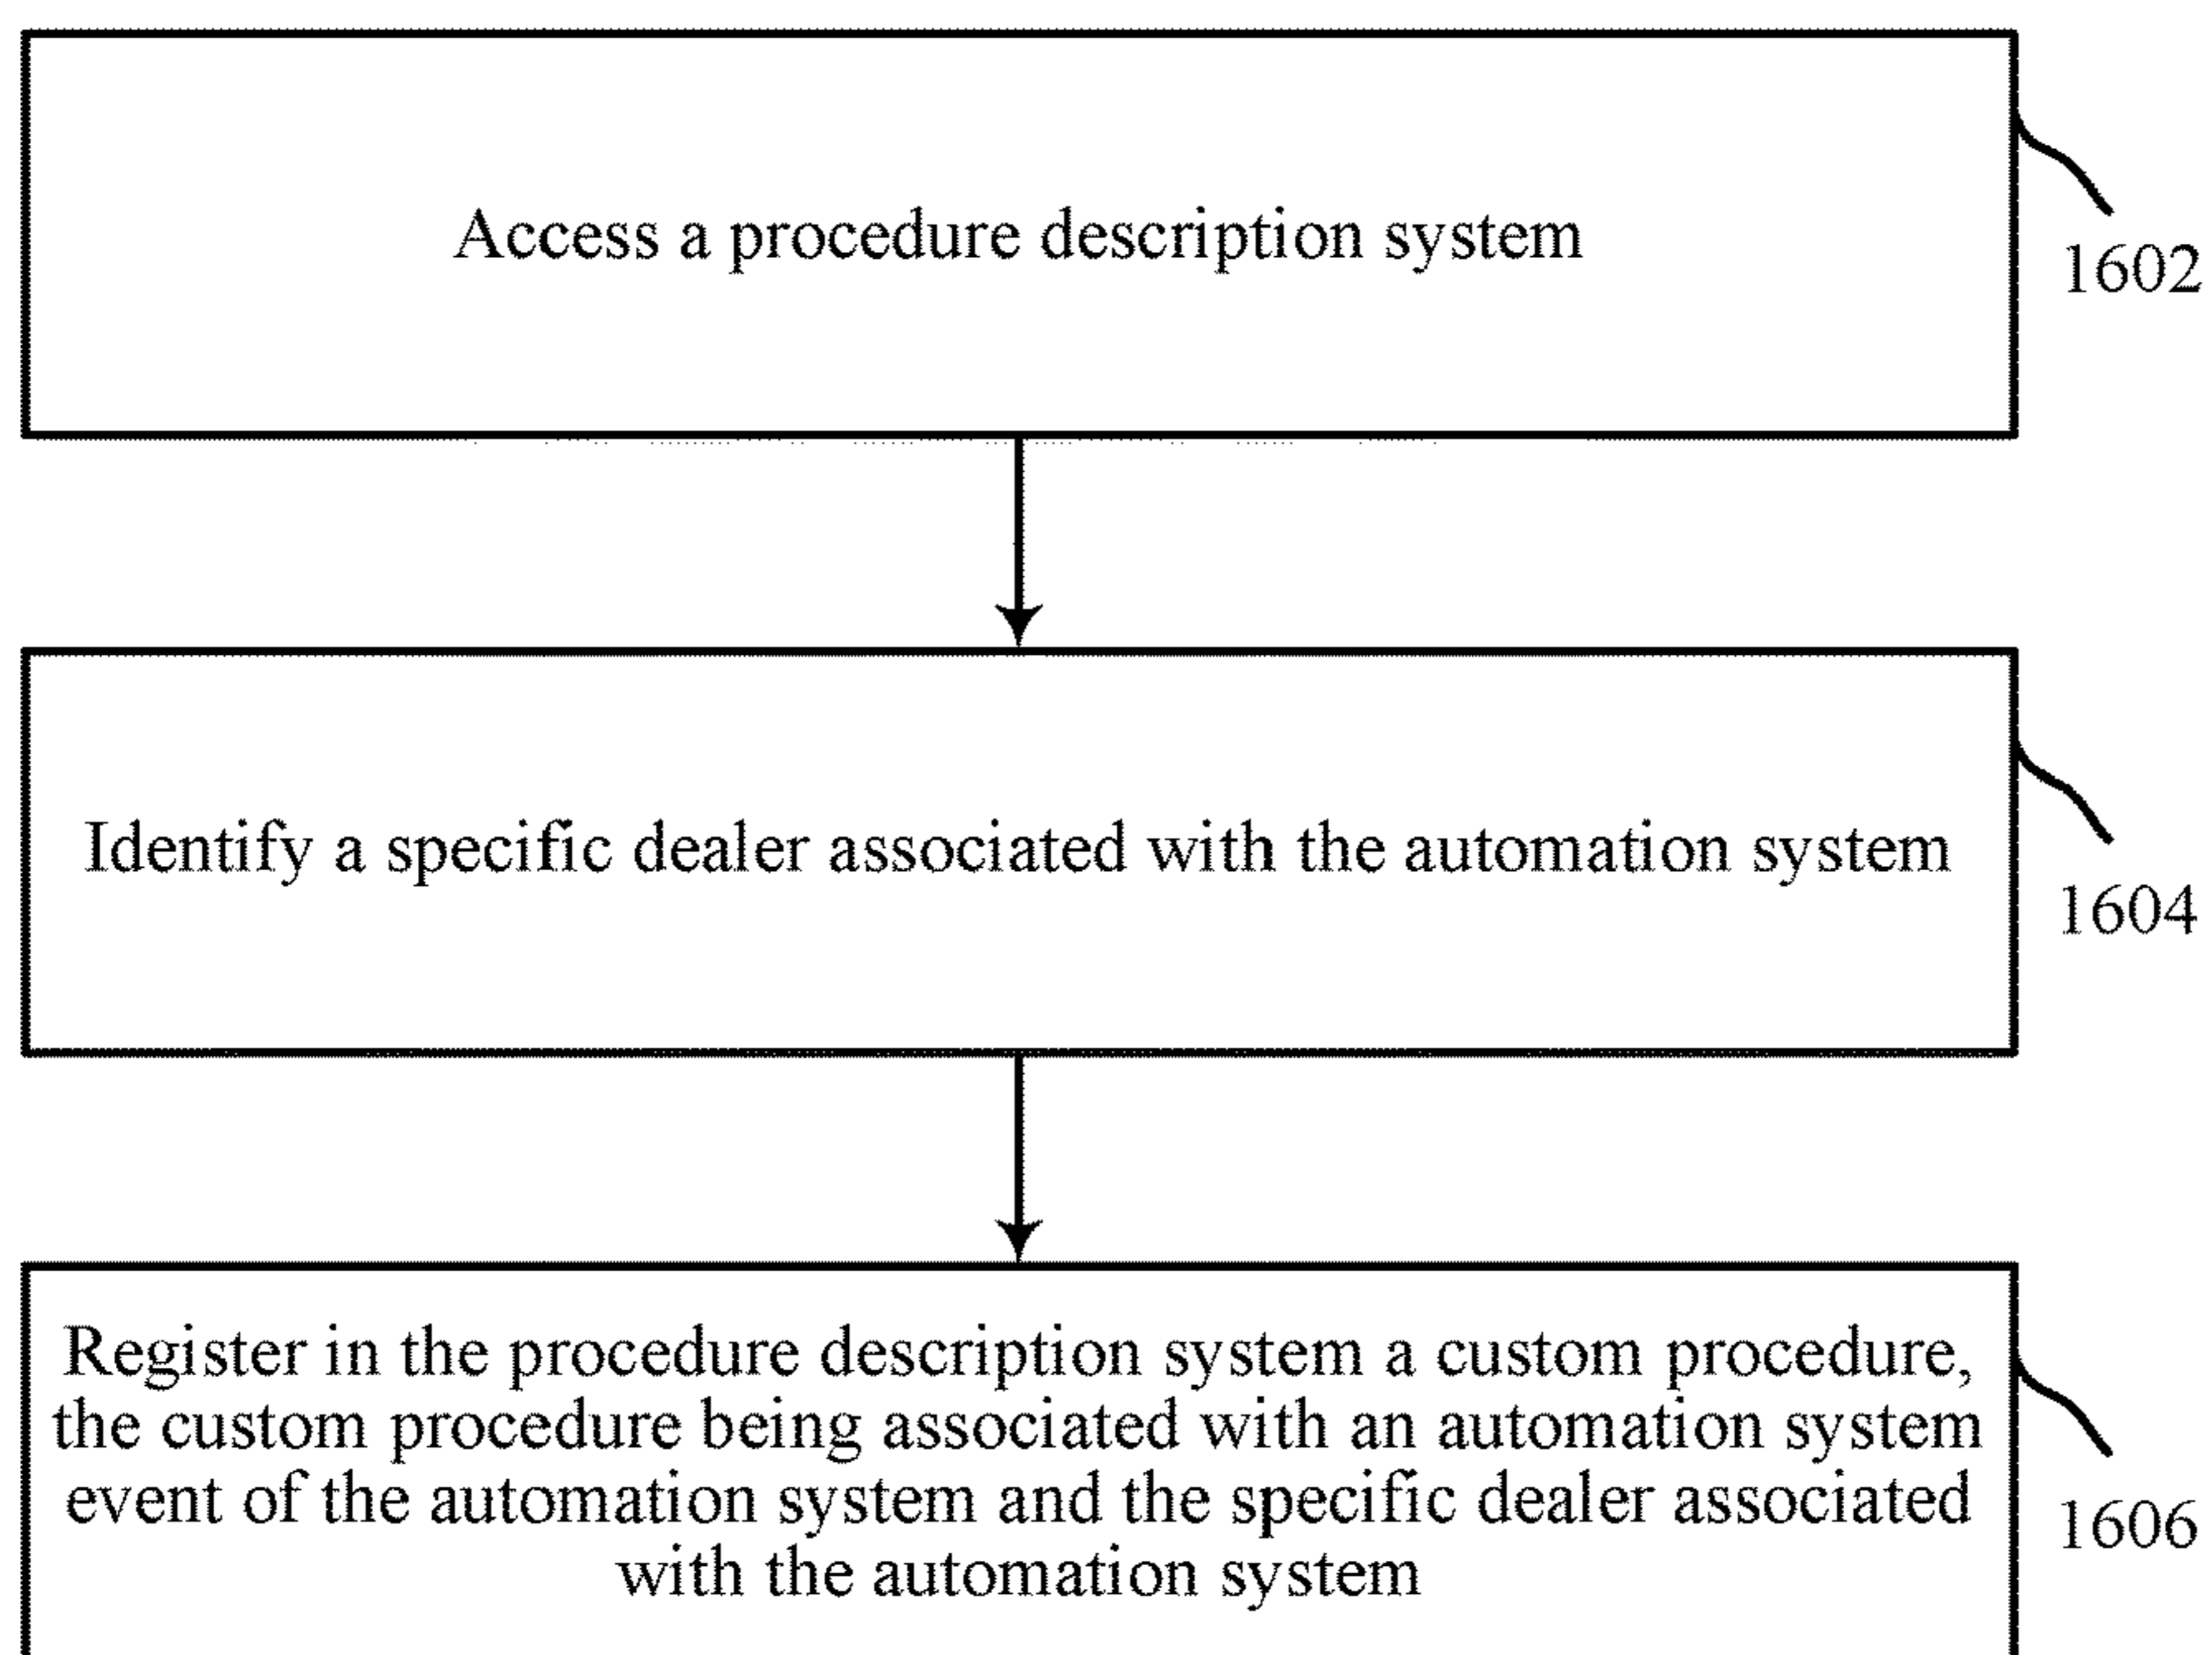 Access a procedure description system
1602
Identify a specific dealer associated with the automation system
1604
Register in the procedure description system a custom procedure,
the custom procedure being associated with an automation system
event of the automation system and the specific dealer associated
with the automation system
1606